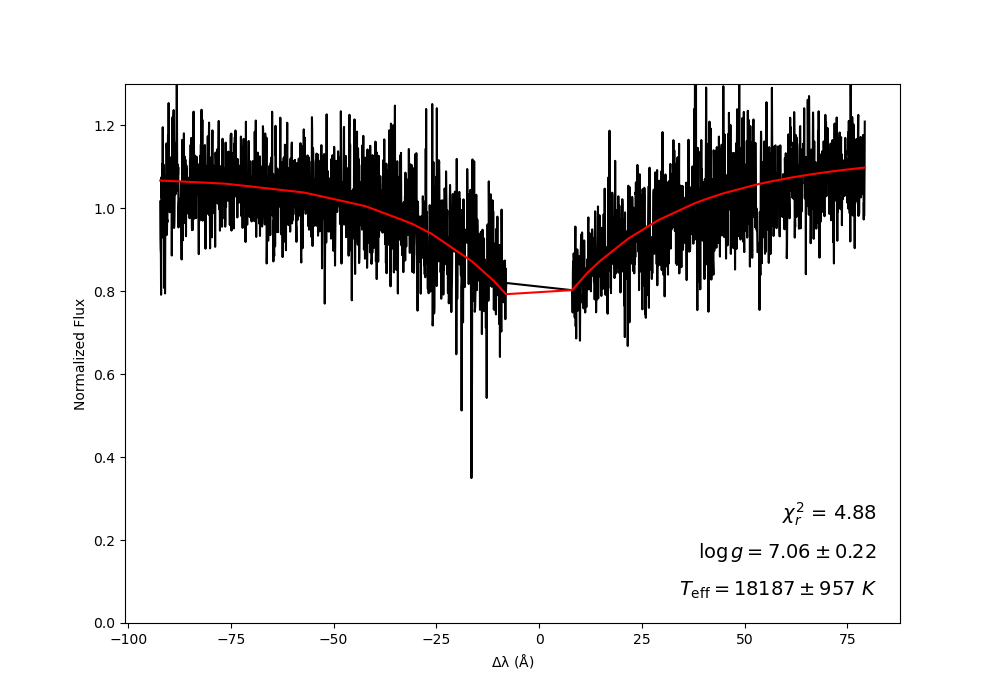 1.2
1.0
0.8
0.6
0.4
0.2
0.0
Normalized Flux
χ²ᵣ = 4.88
log g = 7.06 ± 0.22
T_eff = 18187 ± 957 K
−100 −75 −50 −25 0 25 50 75
Δλ (Å)